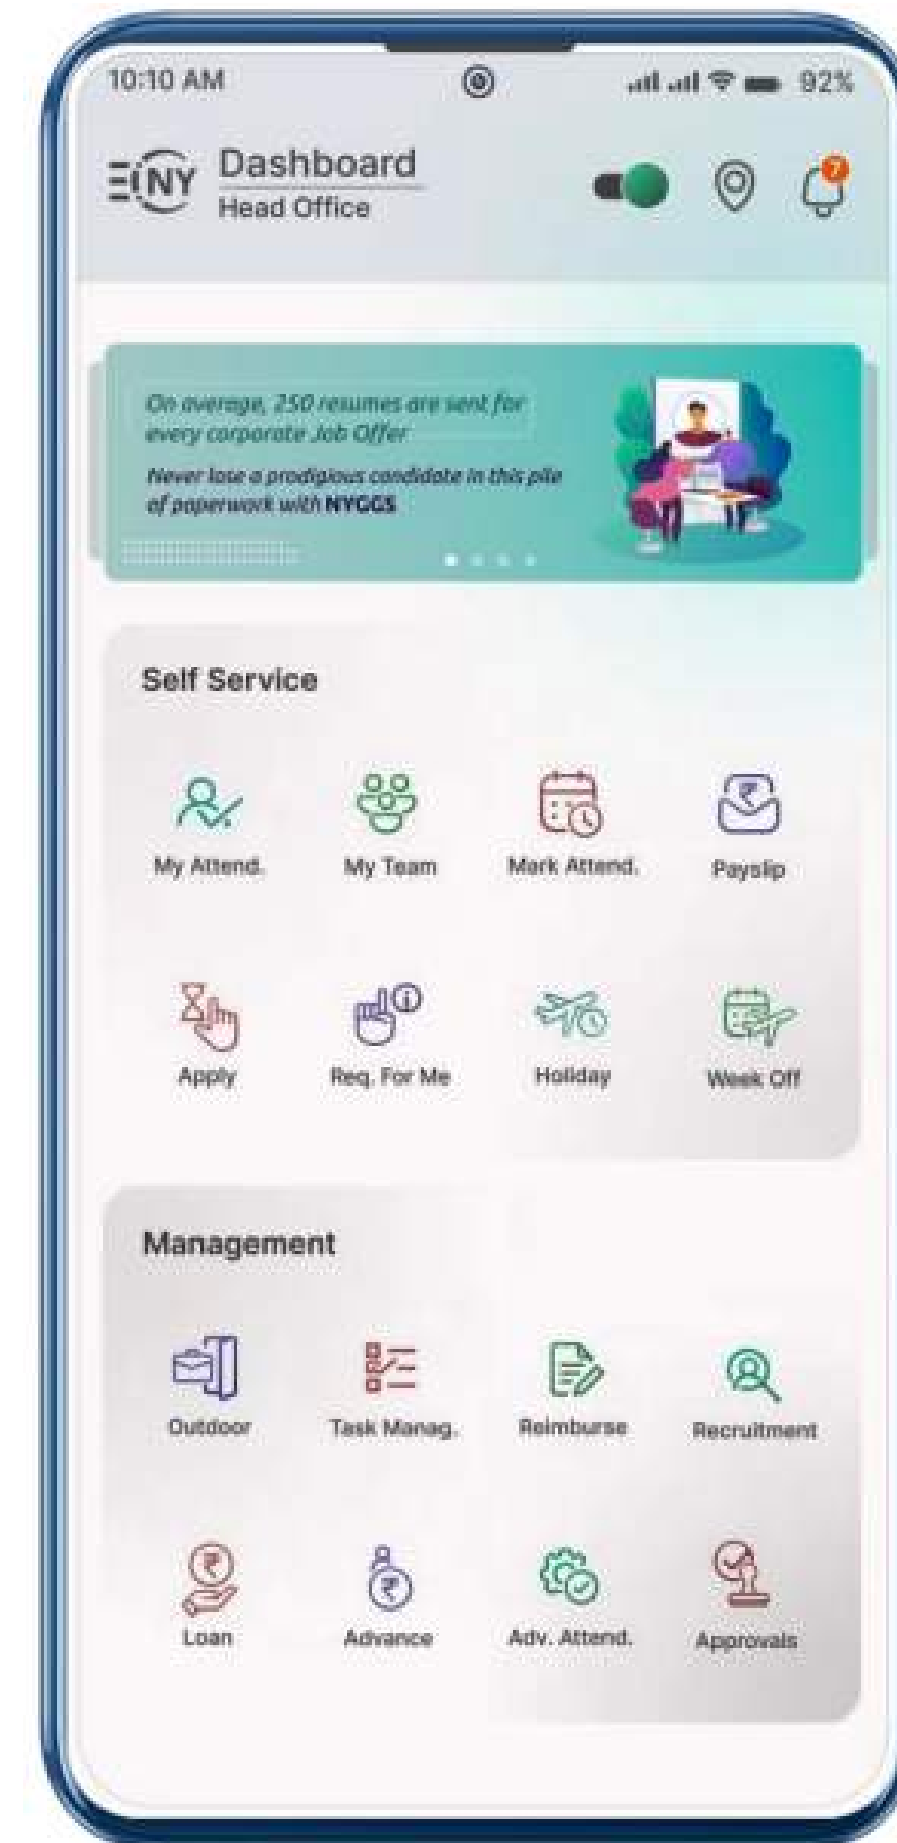 10:10 AM
92%
NY
Dashboard
Head Office
7
On average, 250 resumes are sent for
every corporate Job Offer
Never lose a prodigious candidate in this pile
of paperwork with NYGGS
Self Service
My Attend.
My Team
Mark Attend.
Payslip
Apply
Req. For Me
Holiday
Week Off
Management
Outdoor
Task Manag.
Reimburse
Recruitment
Loan
Advance
Adv. Attend.
Approvals